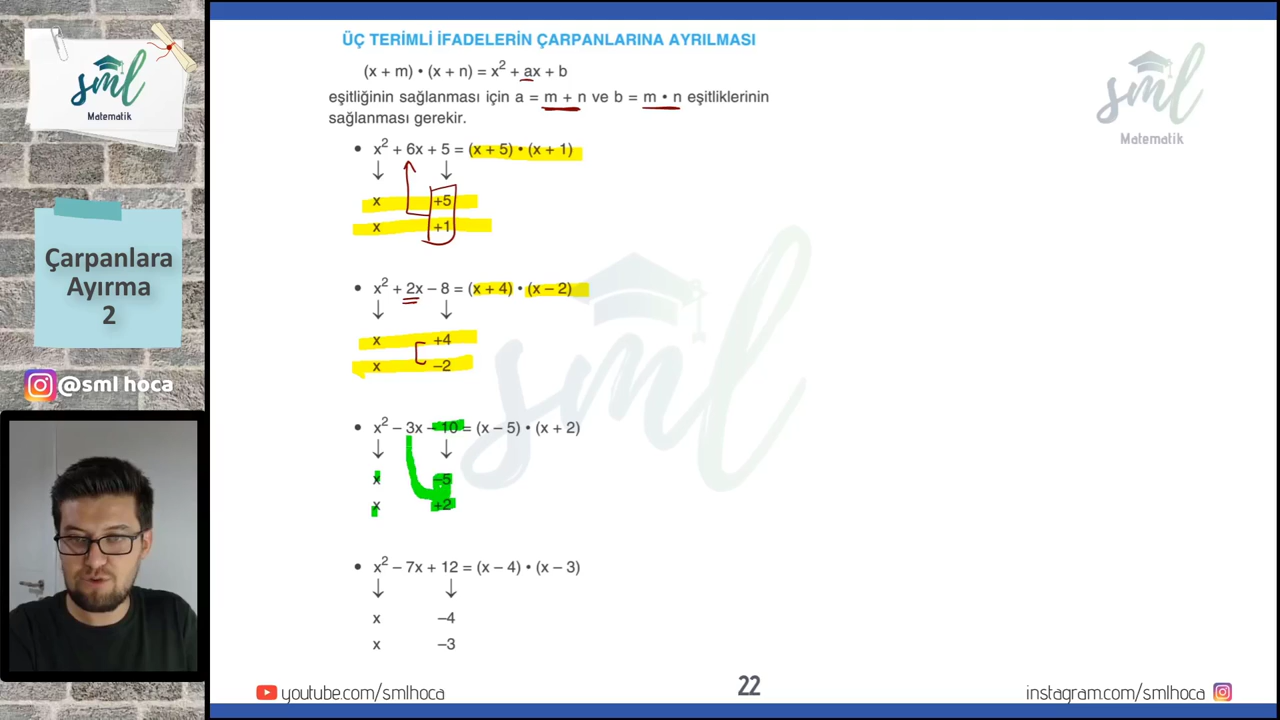 sml
Matematik
Çarpanlara
Ayırma
2
@sml hoca
ÜÇ TERİMLİ İFADELERİN ÇARPANLARINA AYRILMASI
(x + m) • (x + n) = x² + ax + b
eşitliğinin sağlanması için a = m + n ve b = m • n eşitliklerinin
sağlanması gerekir.
• x² + 6x + 5 = (x + 5) • (x + 1)
x +5
x +1
• x² + 2x – 8 = (x + 4) • (x – 2)
x +4
x –2
• x² – 3x – 10 = (x – 5) • (x + 2)
x –5
x +2
• x² – 7x + 12 = (x – 4) • (x – 3)
x –4
x –3
sml
Matematik
sml
youtube.com/smlhoca
22
instagram.com/smlhoca